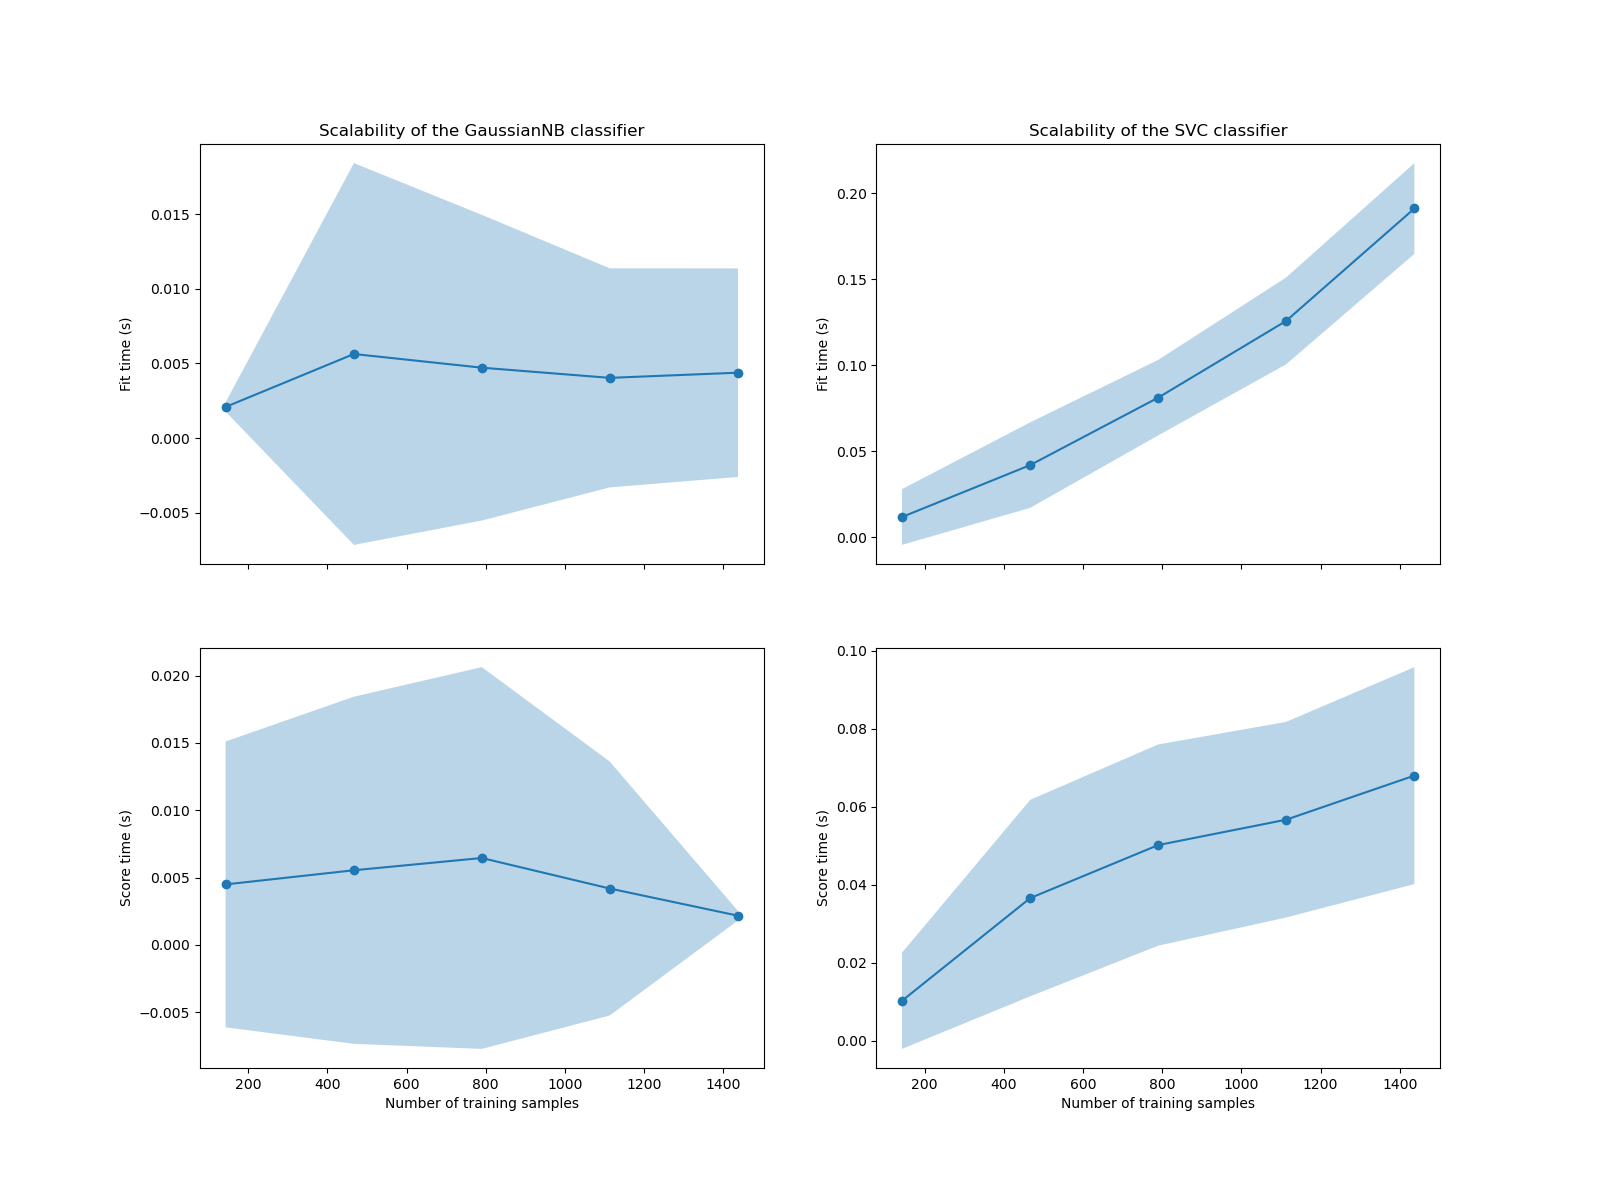 Scalability of the GaussianNB classifier
Fit time (s)
0.015
0.010
0.005
0.000
−0.005
Scalability of the SVC classifier
Fit time (s)
0.20
0.15
0.10
0.05
0.00
Score time (s)
0.020
0.015
0.010
0.005
0.000
−0.005
200 400 600 800 1000 1200 1400
Number of training samples
Score time (s)
0.10
0.08
0.06
0.04
0.02
0.00
200 400 600 800 1000 1200 1400
Number of training samples